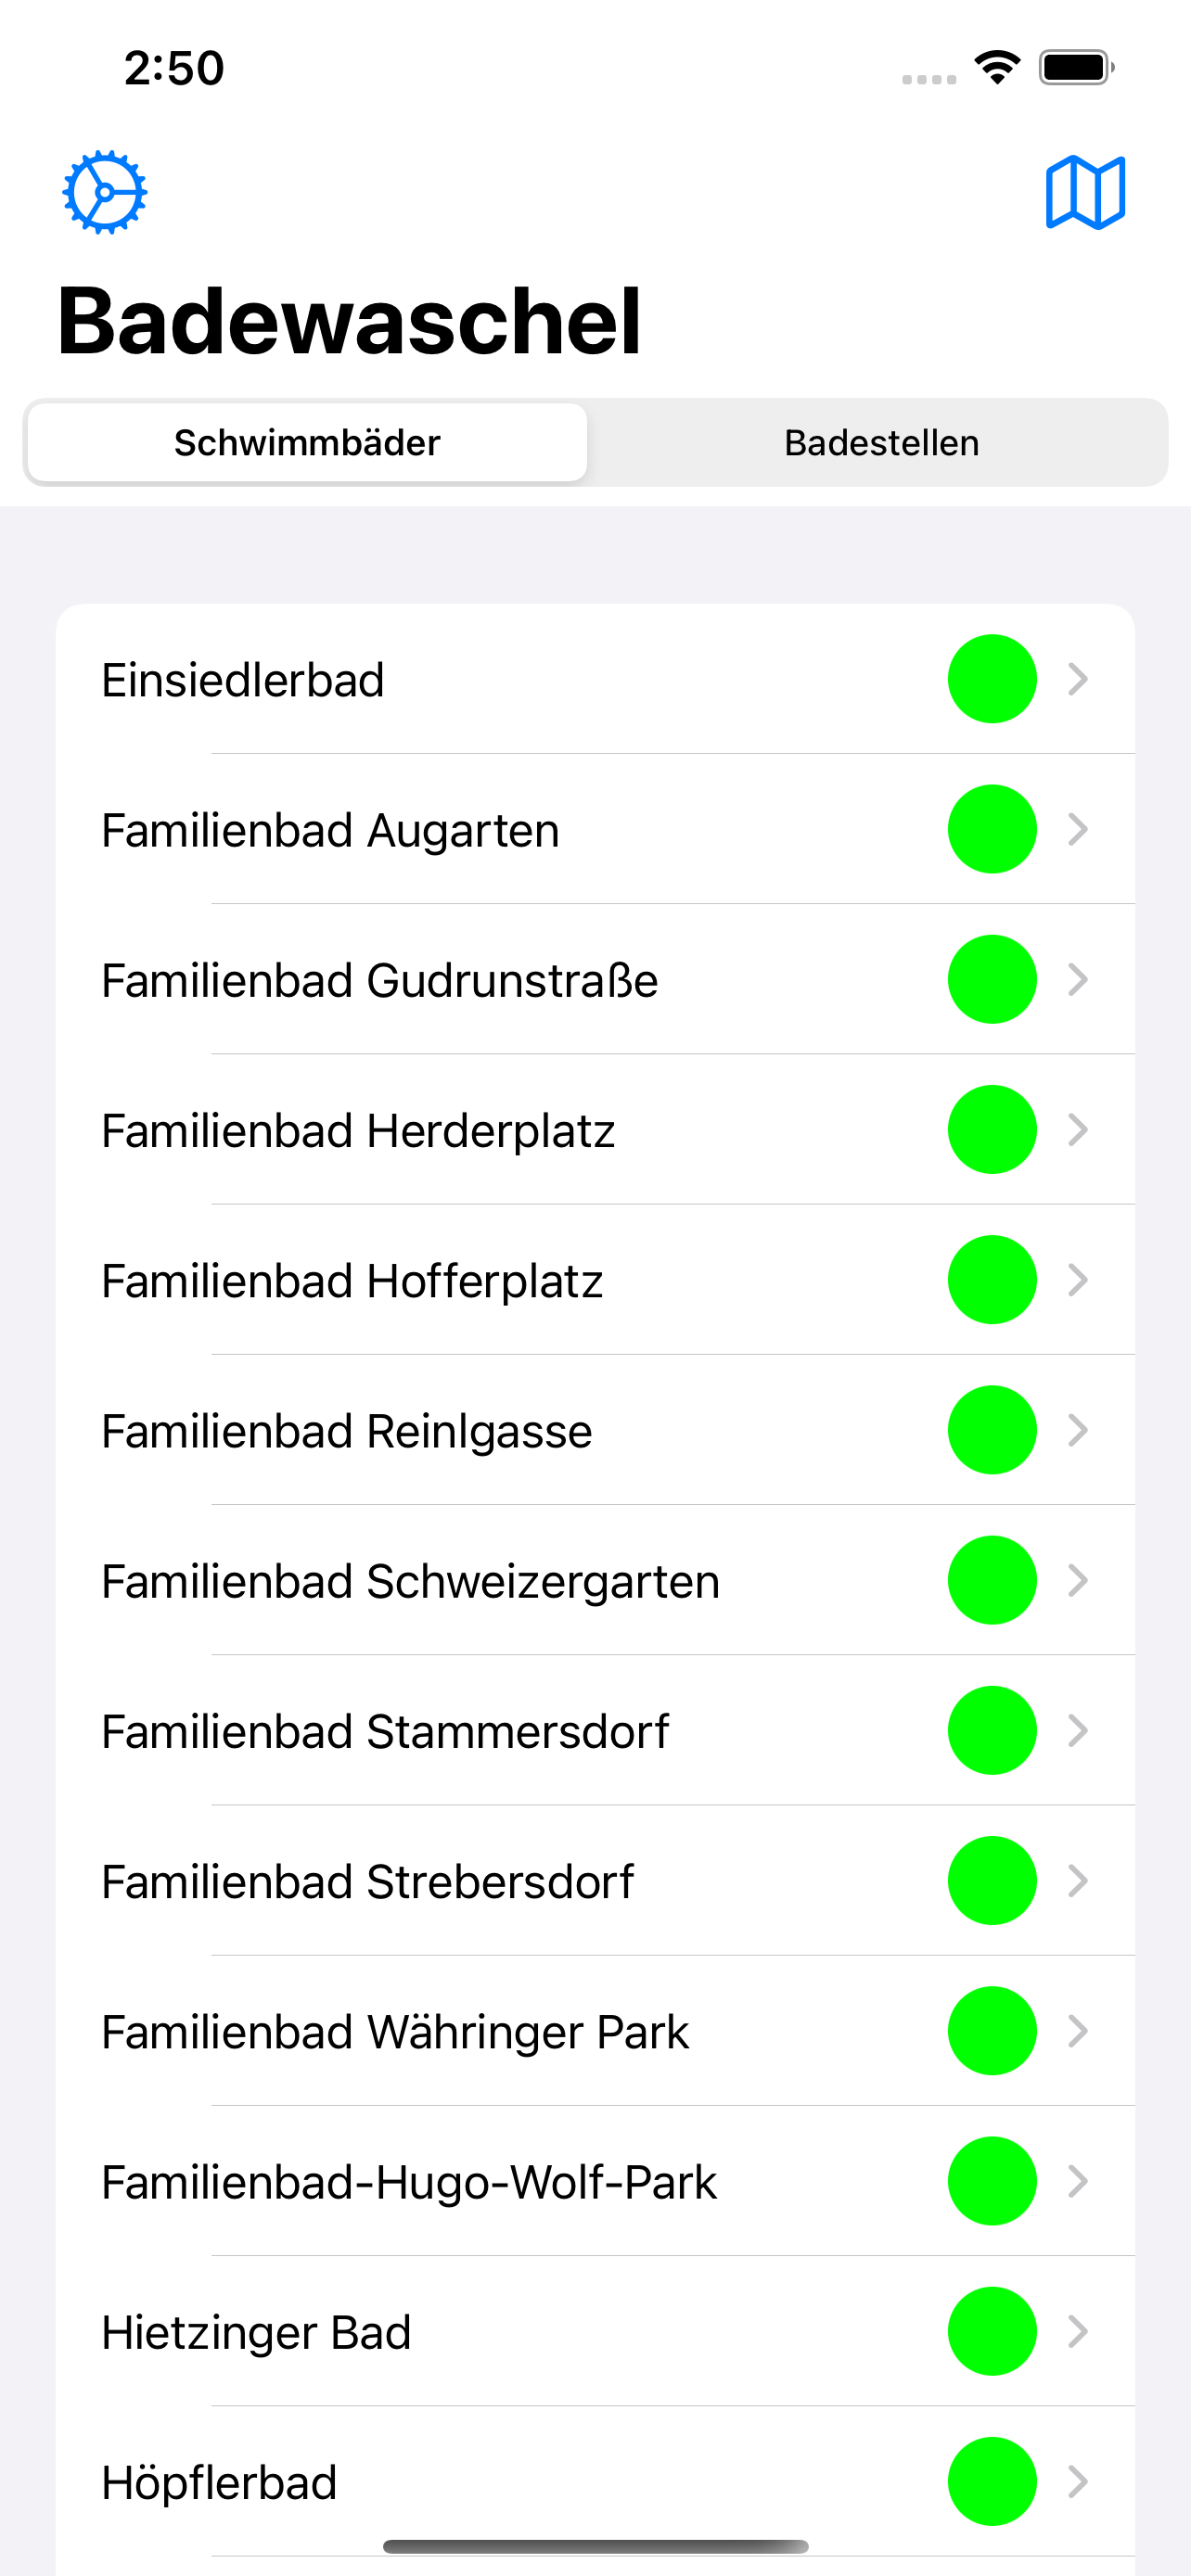 2:50
Badewaschel
Schwimmbäder
Badestellen
Einsiedlerbad
Familienbad Augarten
Familienbad Gudrunstraße
Familienbad Herderplatz
Familienbad Hofferplatz
Familienbad Reinlgasse
Familienbad Schweizergarten
Familienbad Stammersdorf
Familienbad Strebersdorf
Familienbad Währinger Park
Familienbad-Hugo-Wolf-Park
Hietzinger Bad
Höpflerbad